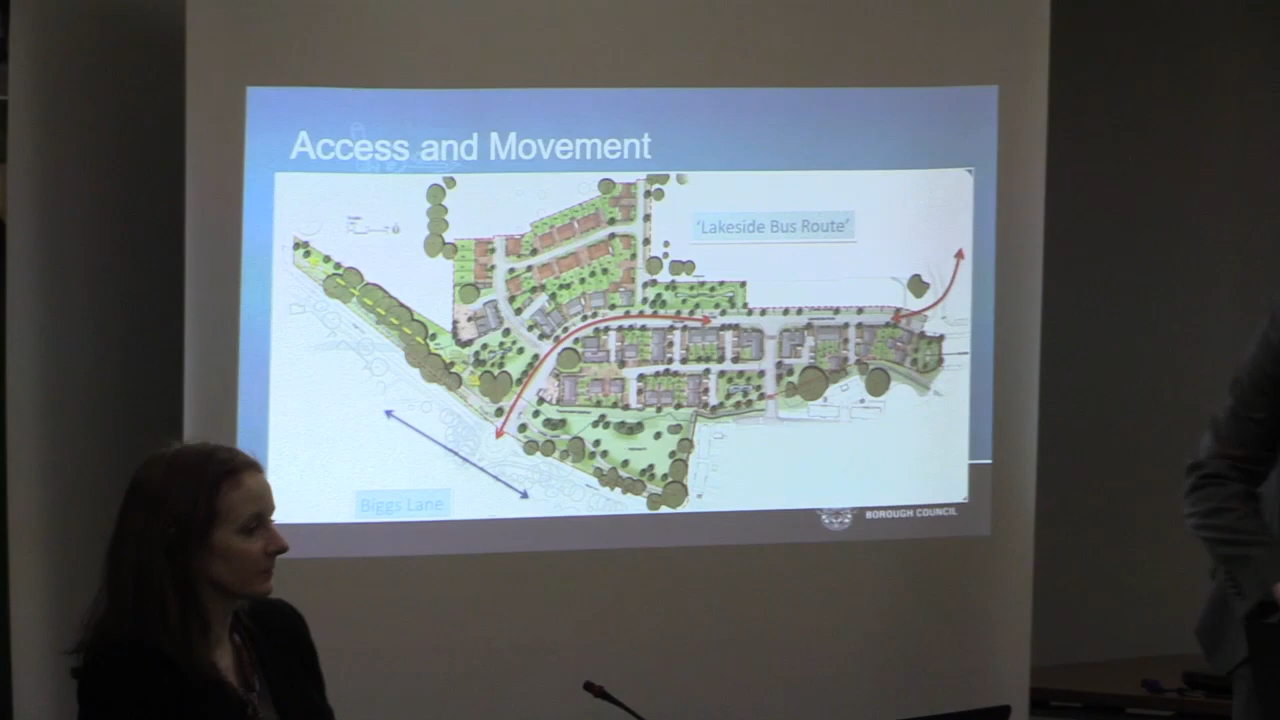 Access and Movement
'Lakeside Bus Route'
Biggs Lane
BOROUGH COUNCIL